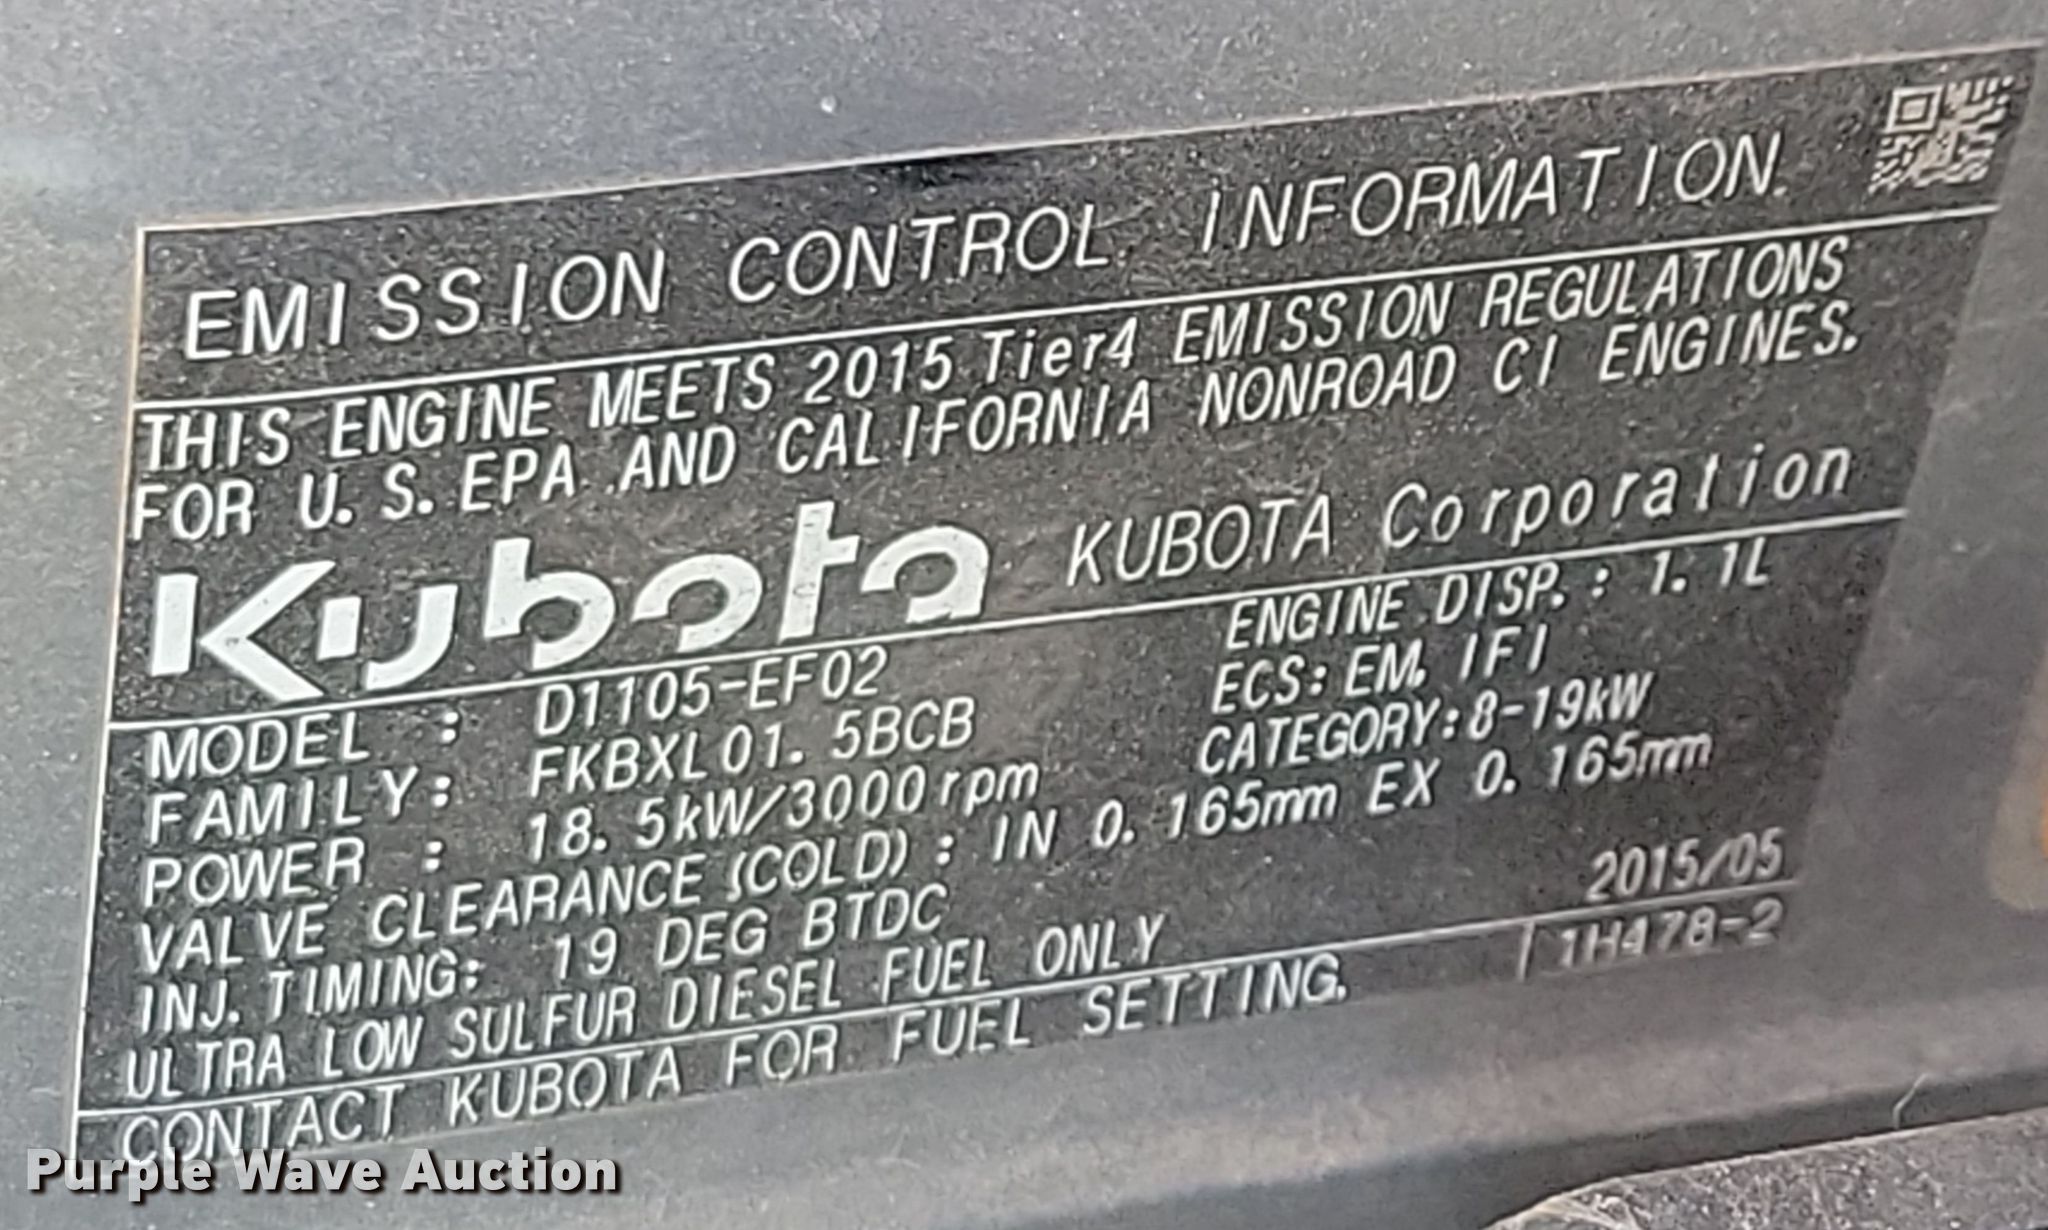 EMISSION CONTROL INFORMATION
THIS ENGINE MEETS 2015 Tier4 EMISSION REGULATIONS
FOR U.S.EPA AND CALIFORNIA NONROAD CI ENGINES.
Kubota KUBOTA Corporation
MODEL : D1105-EF02 ENGINE DISP.: 1.1L
FAMILY: FKBXL01.5BCB ECS: EM, IFI
POWER : 18.5kW/3000rpm CATEGORY:8-19kW
VALVE CLEARANCE (COLD) : IN 0.165mm EX 0.165mm
INJ. TIMING: 19 DEG BTDC 2015/05
ULTRA LOW SULFUR DIESEL FUEL ONLY 1H478-2
CONTACT KUBOTA FOR FUEL SETTING.
Purple Wave Auction